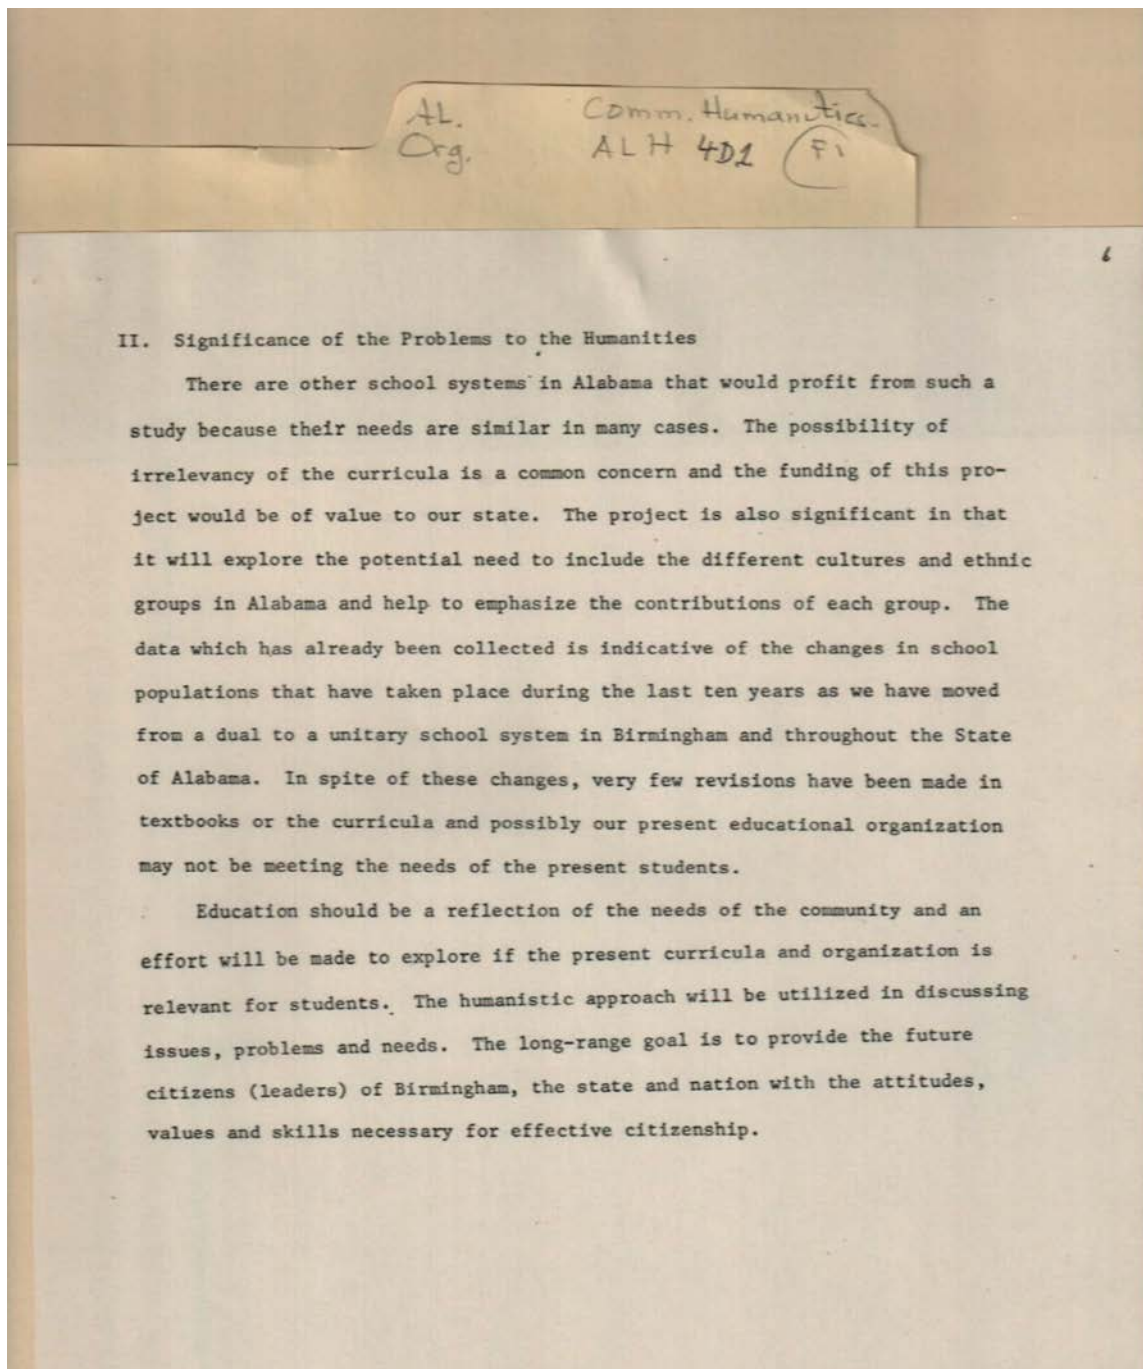 AL. Comm. Humanities.
Org. ALH 4D1 F1
6
II. Significance of the Problems to the Humanities
There are other school systems in Alabama that would profit from such a
study because their needs are similar in many cases. The possibility of
irrelevancy of the curricula is a common concern and the funding of this pro-
ject would be of value to our state. The project is also significant in that
it will explore the potential need to include the different cultures and ethnic
groups in Alabama and help to emphasize the contributions of each group. The
data which has already been collected is indicative of the changes in school
populations that have taken place during the last ten years as we have moved
from a dual to a unitary school system in Birmingham and throughout the State
of Alabama. In spite of these changes, very few revisions have been made in
textbooks or the curricula and possibly our present educational organization
may not be meeting the needs of the present students.
Education should be a reflection of the needs of the community and an
effort will be made to explore if the present curricula and organization is
relevant for students. The humanistic approach will be utilized in discussing
issues, problems and needs. The long-range goal is to provide the future
citizens (leaders) of Birmingham, the state and nation with the attitudes,
values and skills necessary for effective citizenship.